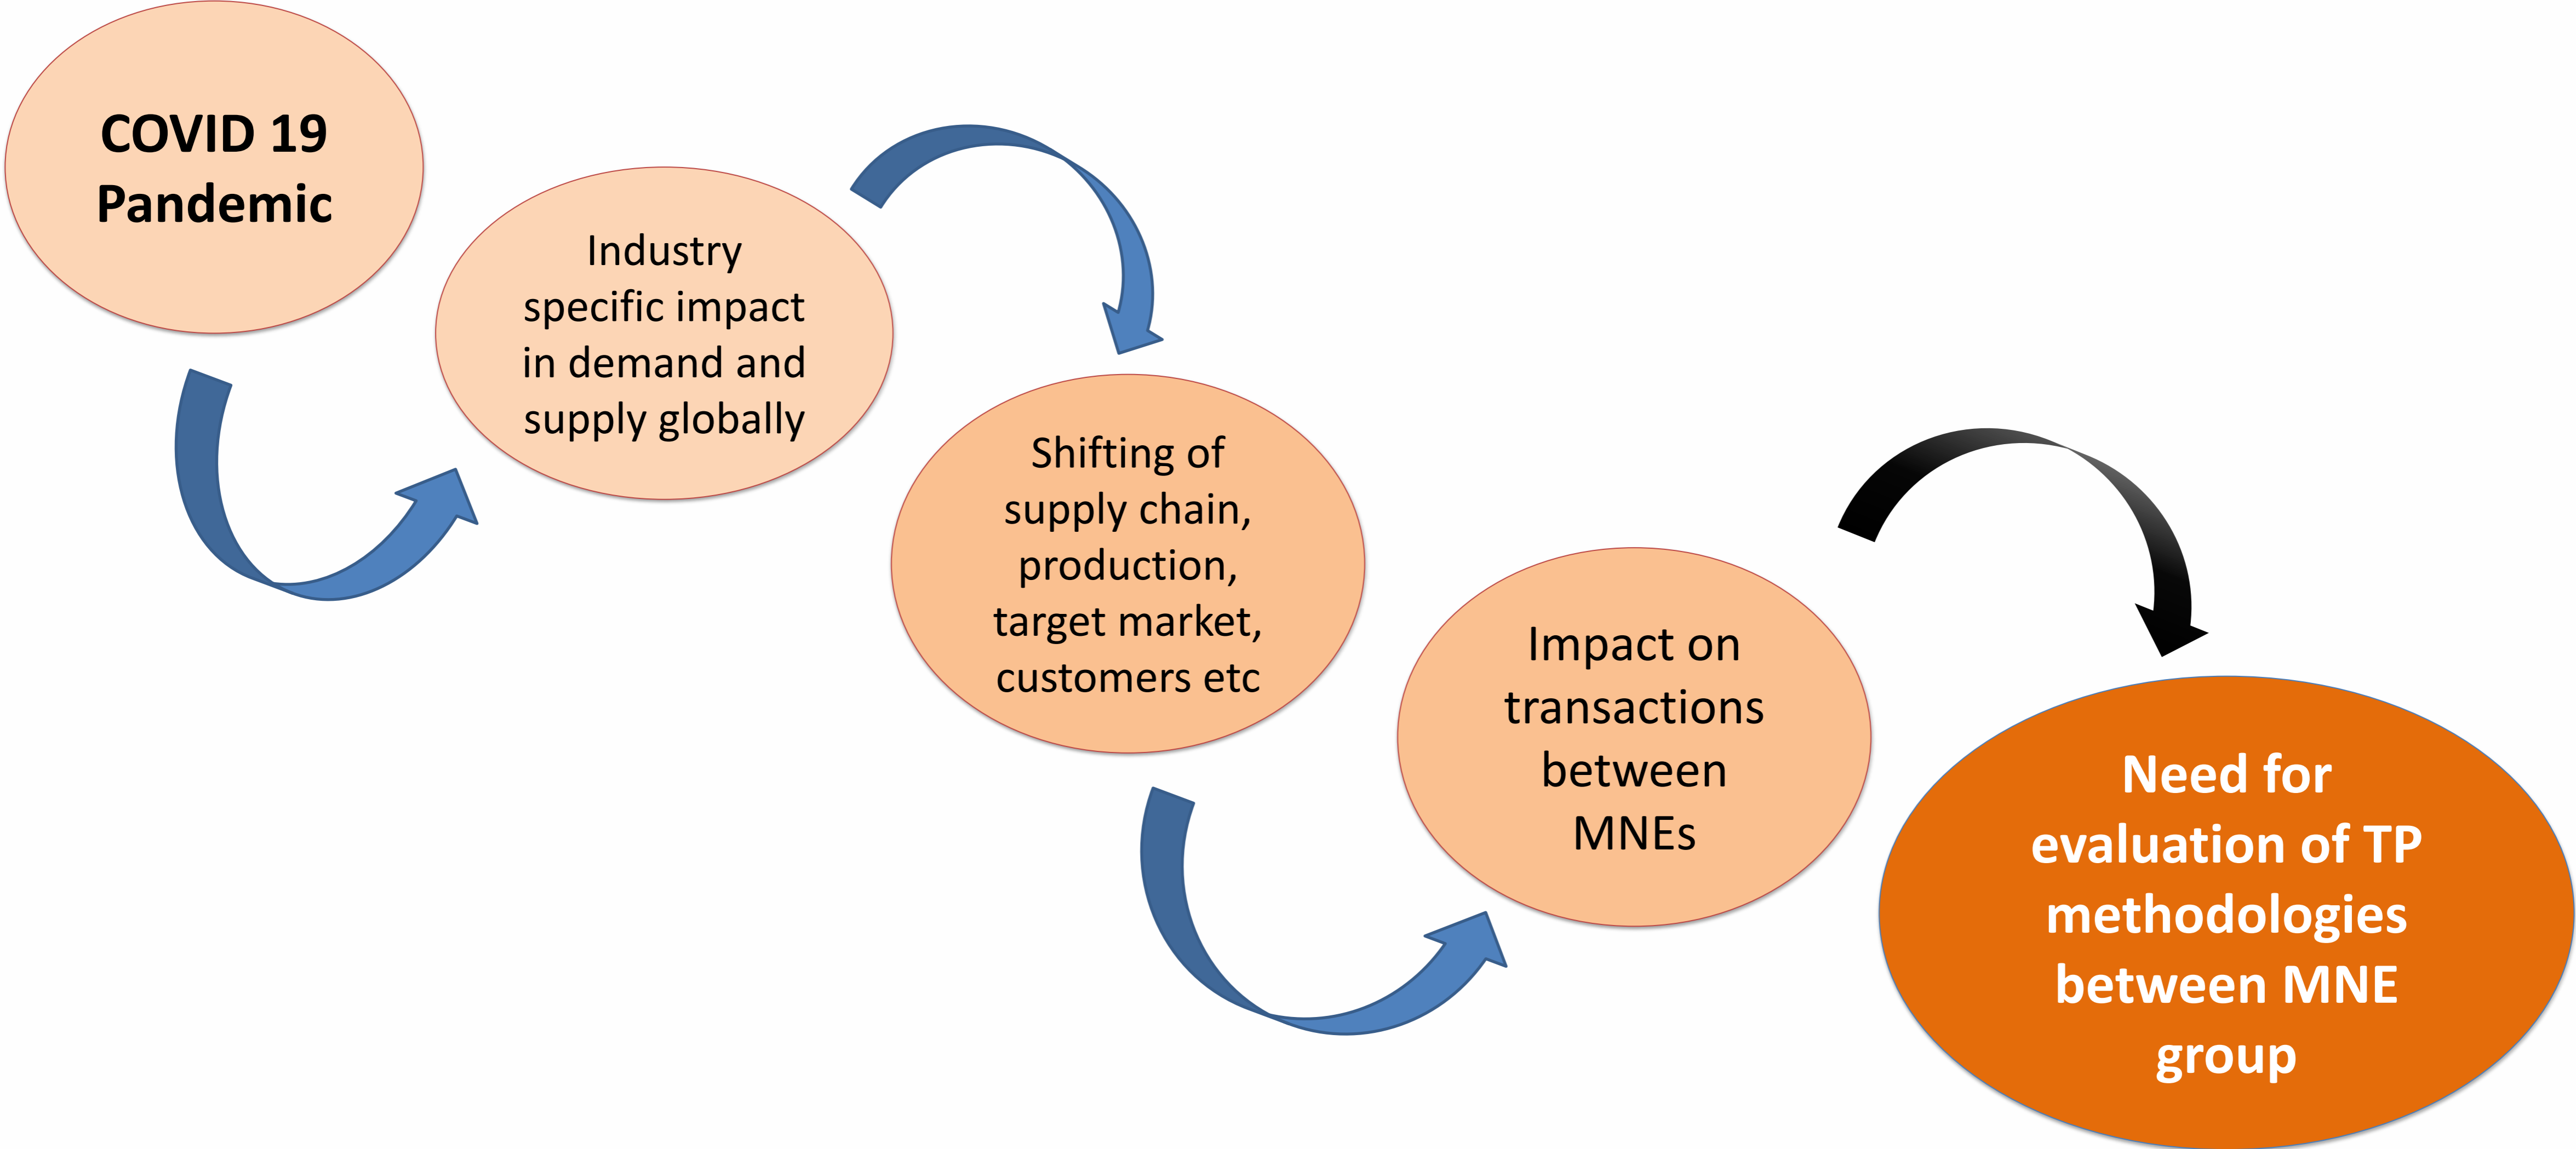 COVID 19
Pandemic
Industry
specific impact
in demand and
supply globally
Shifting of
supply chain,
production,
target market,
customers etc
Impact on
transactions
between
MNEs
Need for
evaluation of TP
methodologies
between MNE
group